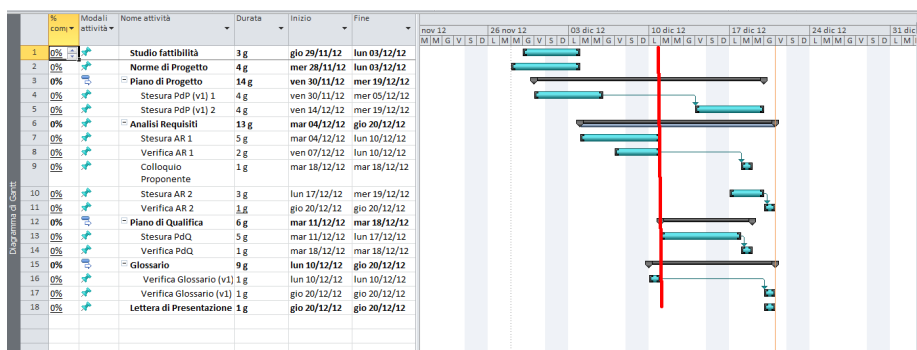 % Modali Nome attività Durata Inizio Fine
com attività
nov 12 26 nov 12 03 dic 12 10 dic 12 17 dic 12 24 dic 12 31 dic
M M G V S D L M M G V S D L M M G V S D L M M G V S D L M M G V S D L M M G V S D L M
1 0% Studio fattibilità 3 g gio 29/11/12 lun 03/12/12
2 0% Norme di Progetto 4 g mer 28/11/12 lun 03/12/12
3 0% Piano di Progetto 14 g ven 30/11/12 mer 19/12/12
4 0% Stesura PdP (v1) 1 4 g ven 30/11/12 mer 05/12/12
5 0% Stesura PdP (v1) 2 4 g ven 14/12/12 mer 19/12/12
6 0% Analisi Requisiti 13 g mar 04/12/12 gio 20/12/12
7 0% Stesura AR 1 5 g mar 04/12/12 lun 10/12/12
8 0% Verifica AR 1 2 g ven 07/12/12 lun 10/12/12
9 0% Colloquio 1 g mar 18/12/12 mar 18/12/12
Proponente
10 0% Stesura AR 2 3 g lun 17/12/12 mer 19/12/12
11 0% Verifica AR 2 1 g gio 20/12/12 gio 20/12/12
12 0% Piano di Qualifica 6 g mar 11/12/12 mar 18/12/12
13 0% Stesura PdQ 5 g mar 11/12/12 lun 17/12/12
14 0% Verifica PdQ 1 g mar 18/12/12 mar 18/12/12
15 0% Glossario 9 g lun 10/12/12 gio 20/12/12
16 0% Verifica Glossario (v1) 1 g lun 10/12/12 lun 10/12/12
17 0% Verifica Glossario (v1) 1 g gio 20/12/12 gio 20/12/12
18 0% Lettera di Presentazione 1 g gio 20/12/12 gio 20/12/12
Diagramma di Gantt